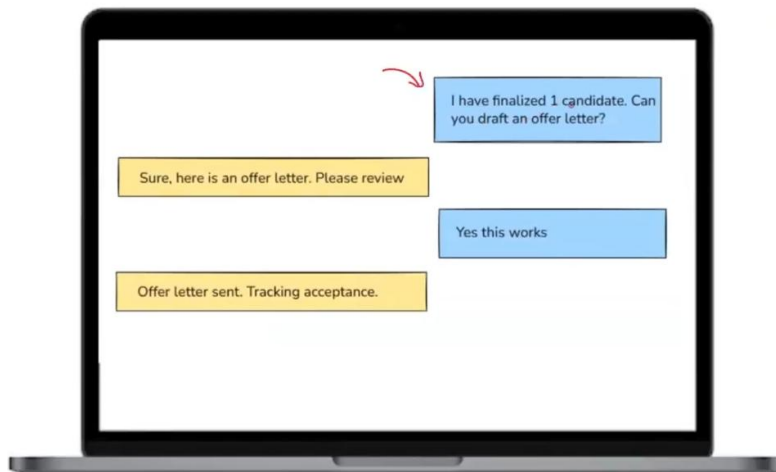 I have finalized 1 candidate. Can
you draft an offer letter?
Sure, here is an offer letter. Please review
Yes this works
Offer letter sent. Tracking acceptance.